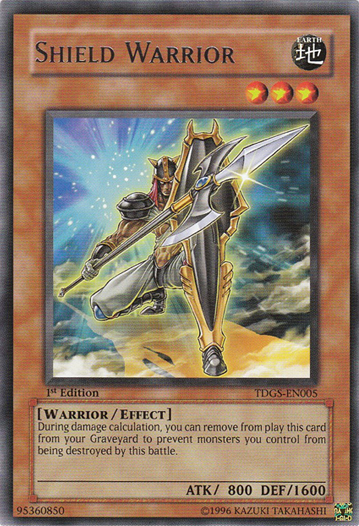 SHIELD WARRIOR
EARTH
地
1st Edition
TDGS-EN005
[WARRIOR / EFFECT]
During damage calculation, you can remove from play this card
from your Graveyard to prevent monsters you control from
being destroyed by this battle.
ATK / 800 DEF / 1600
95360850
©1996 KAZUKI TAKAHASHI